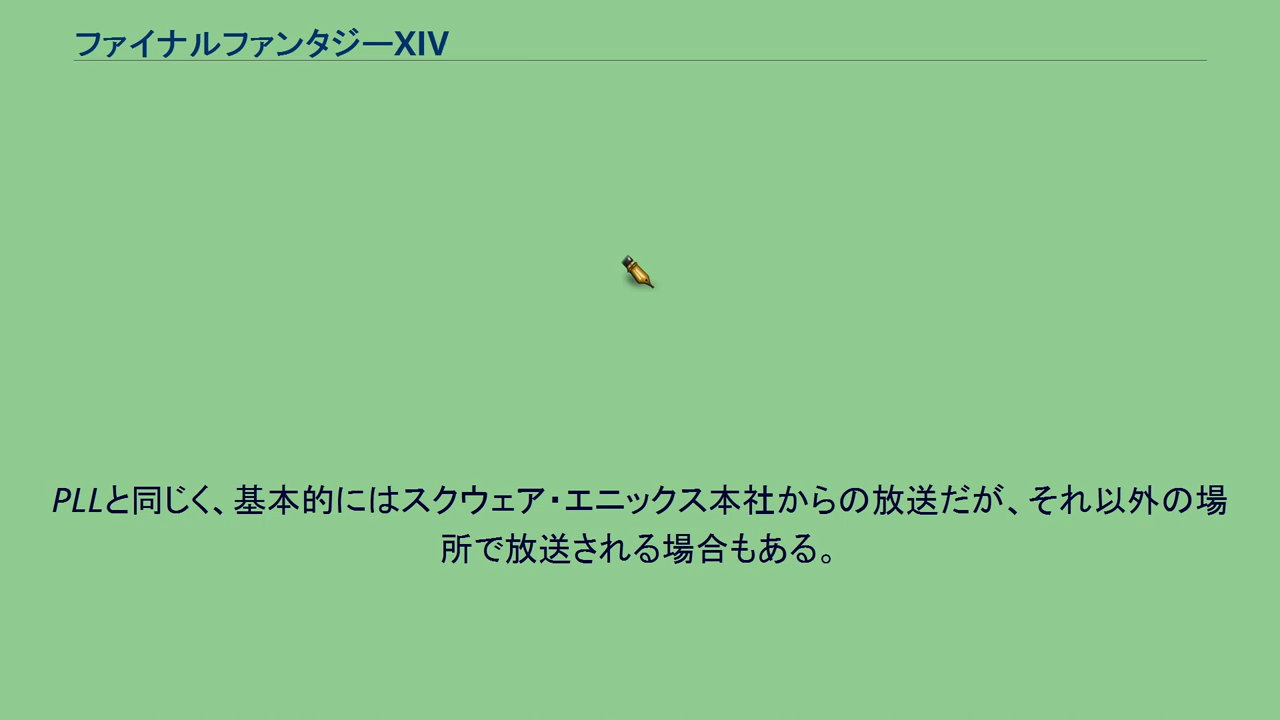 ファイナルファンタジーXIV
PLLと同じく、基本的にはスクウェア・エニックス本社からの放送だが、それ以外の場
所で放送される場合もある。